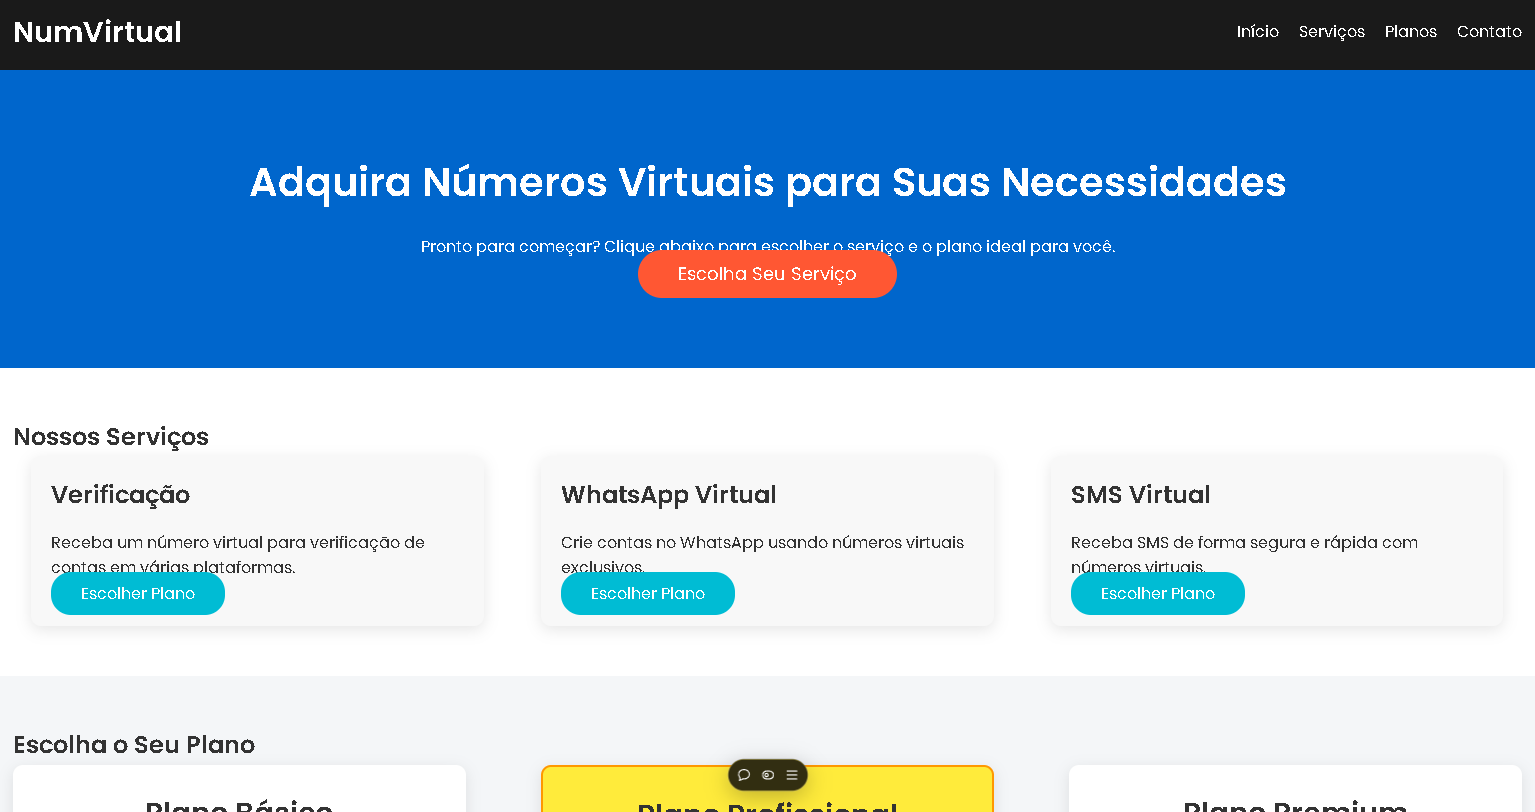 NumVirtual
Início Serviços Planos Contato
Adquira Números Virtuais para Suas Necessidades
Pronto para começar? Clique abaixo para escolher o serviço e o plano ideal para você.
Escolha Seu Serviço
Nossos Serviços
Verificação
Receba um número virtual para verificação de
contas em várias plataformas.
Escolher Plano
WhatsApp Virtual
Crie contas no WhatsApp usando números virtuais
exclusivos.
Escolher Plano
SMS Virtual
Receba SMS de forma segura e rápida com
números virtuais.
Escolher Plano
Escolha o Seu Plano
Plano Básico
Plano Profissional
Plano Premium